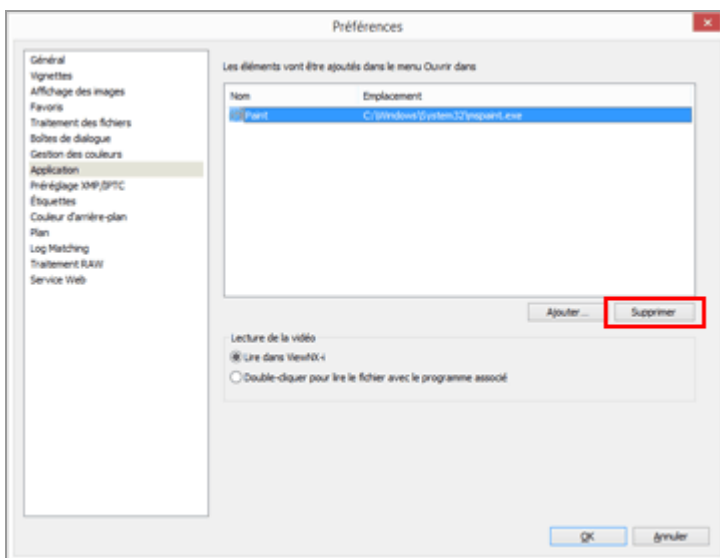 Préférences
Général
Vignettes
Affichage des images
Favoris
Traitement des fichiers
Boîtes de dialogue
Gestion des couleurs
Application
Préréglage XMP/IPTC
Étiquettes
Couleur d'arrière-plan
Plan
Log Matching
Traitement RAW
Service Web
Les éléments vont être ajoutés dans le menu Ouvrir dans
Nom Emplacement
Paint C:\Windows\System32\mspaint.exe
Ajouter... Supprimer
Lecture de la vidéo
Lire dans ViewNX-i
Double-cliquer pour lire le fichier avec le programme associé
OK Annuler